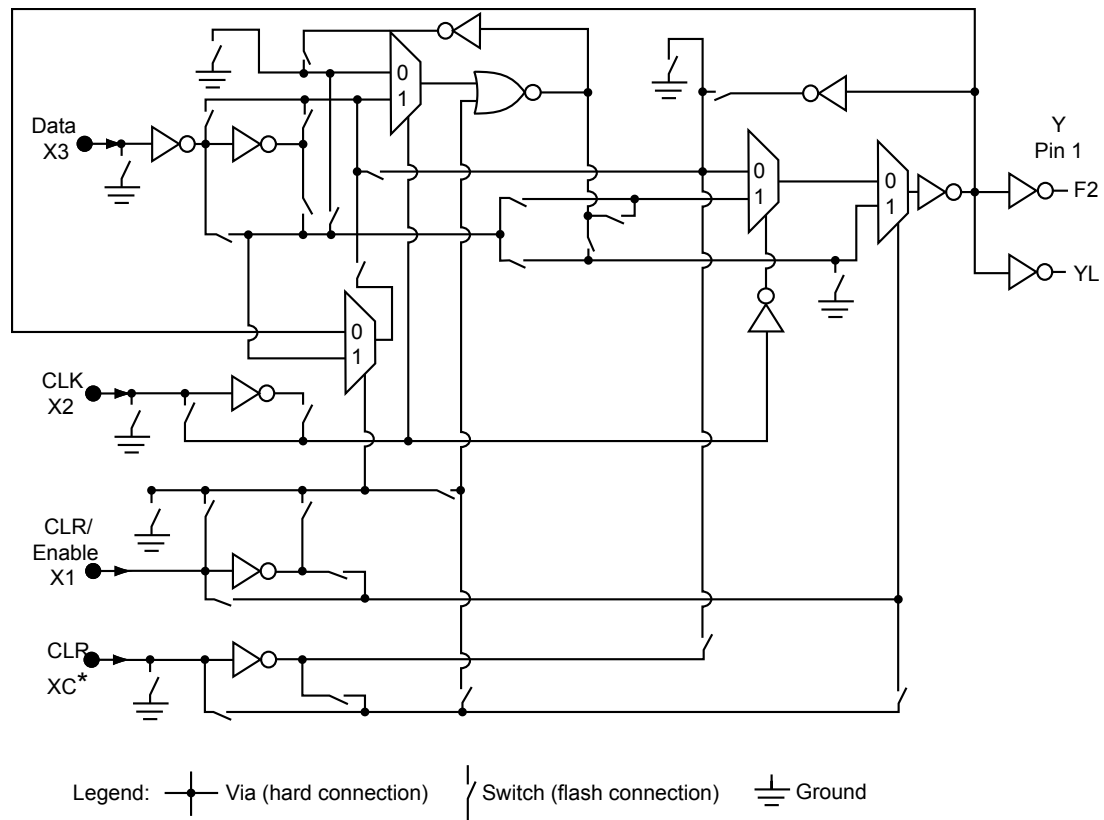 0
1
Data
X3
0
1
0
1
Y
Pin 1
F2
YL
0
1
CLK
X2
CLR/
Enable
X1
CLR
XC*
Legend: Via (hard connection) Switch (flash connection) Ground